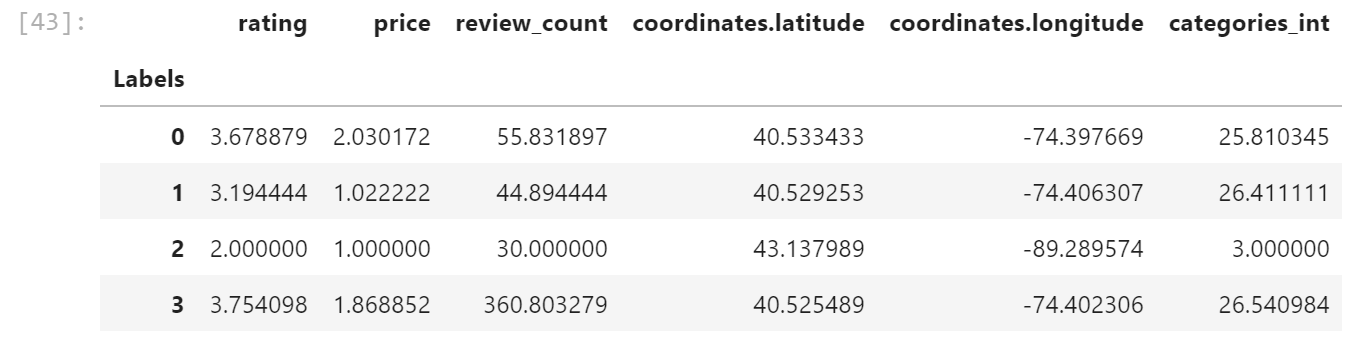 [43]: rating price review_count coordinates.latitude coordinates.longitude categories_int
Labels
0 3.678879 2.030172 55.831897 40.533433 -74.397669 25.810345
1 3.194444 1.022222 44.894444 40.529253 -74.406307 26.411111
2 2.000000 1.000000 30.000000 43.137989 -89.289574 3.000000
3 3.754098 1.868852 360.803279 40.525489 -74.402306 26.540984